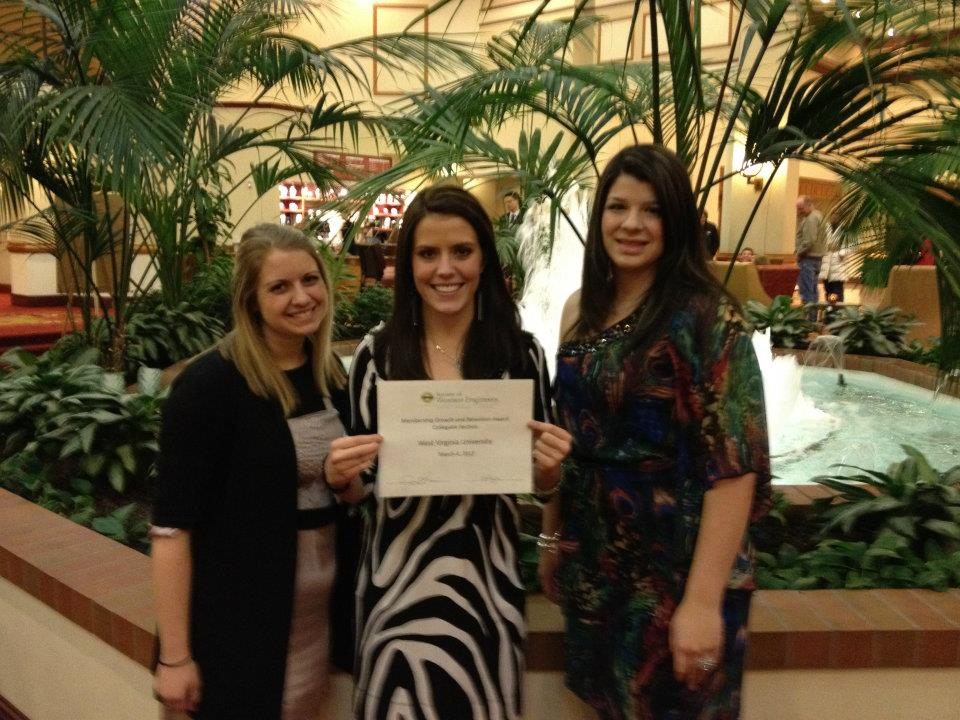 Society of
Women Engineers
Membership Growth and Retention Award
Collegiate Section
West Virginia University
March 4, 2012